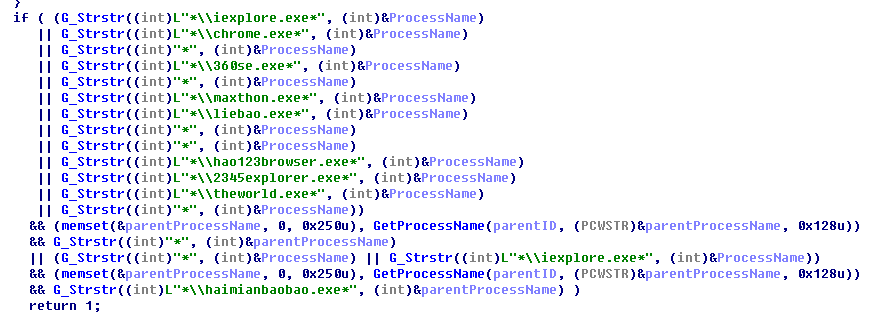 }
if ( (G_Strstr((int)L"*\\iexplore.exe*", (int)&ProcessName)
|| G_Strstr((int)L"*\\chrome.exe*", (int)&ProcessName)
|| G_Strstr((int)"*", (int)&ProcessName)
|| G_Strstr((int)L"*\\360se.exe*", (int)&ProcessName)
|| G_Strstr((int)"*", (int)&ProcessName)
|| G_Strstr((int)L"*\\maxthon.exe*", (int)&ProcessName)
|| G_Strstr((int)L"*\\liebao.exe*", (int)&ProcessName)
|| G_Strstr((int)"*", (int)&ProcessName)
|| G_Strstr((int)"*", (int)&ProcessName)
|| G_Strstr((int)L"*\\hao123browser.exe*", (int)&ProcessName)
|| G_Strstr((int)L"*\\2345explorer.exe*", (int)&ProcessName)
|| G_Strstr((int)L"*\\theworld.exe*", (int)&ProcessName)
|| G_Strstr((int)"*", (int)&ProcessName))
&& (memset(&parentProcessName, 0, 0x250u), GetProcessName(parentID, (PCWSTR)&parentProcessName, 0x128u))
&& G_Strstr((int)"*", (int)&parentProcessName)
|| (G_Strstr((int)"*", (int)&ProcessName) || G_Strstr((int)L"*\\iexplore.exe*", (int)&ProcessName))
&& (memset(&parentProcessName, 0, 0x250u), GetProcessName(parentID, (PCWSTR)&parentProcessName, 0x128u))
&& G_Strstr((int)L"*\\haimianbaobao.exe*", (int)&parentProcessName) )
return 1;